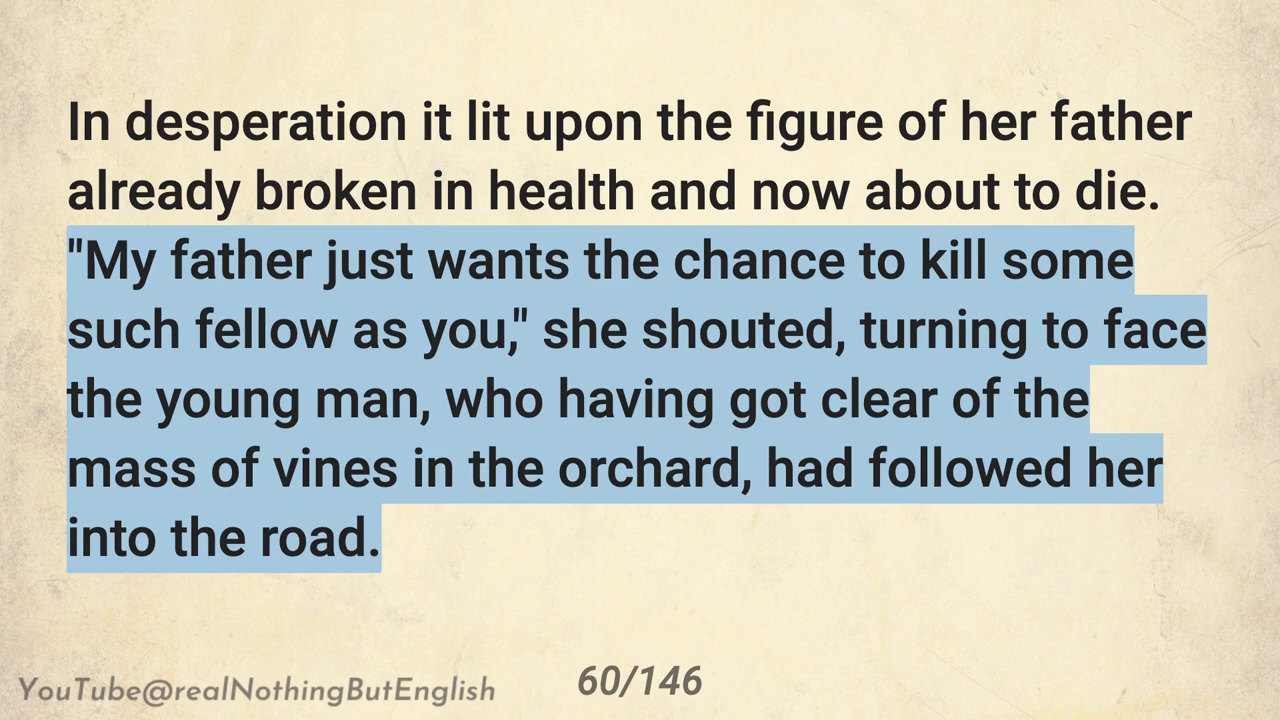 In desperation it lit upon the figure of her father
already broken in health and now about to die.
"My father just wants the chance to kill some
such fellow as you," she shouted, turning to face
the young man, who having got clear of the
mass of vines in the orchard, had followed her
into the road.
YouTube@realNothingButEnglish
60/146